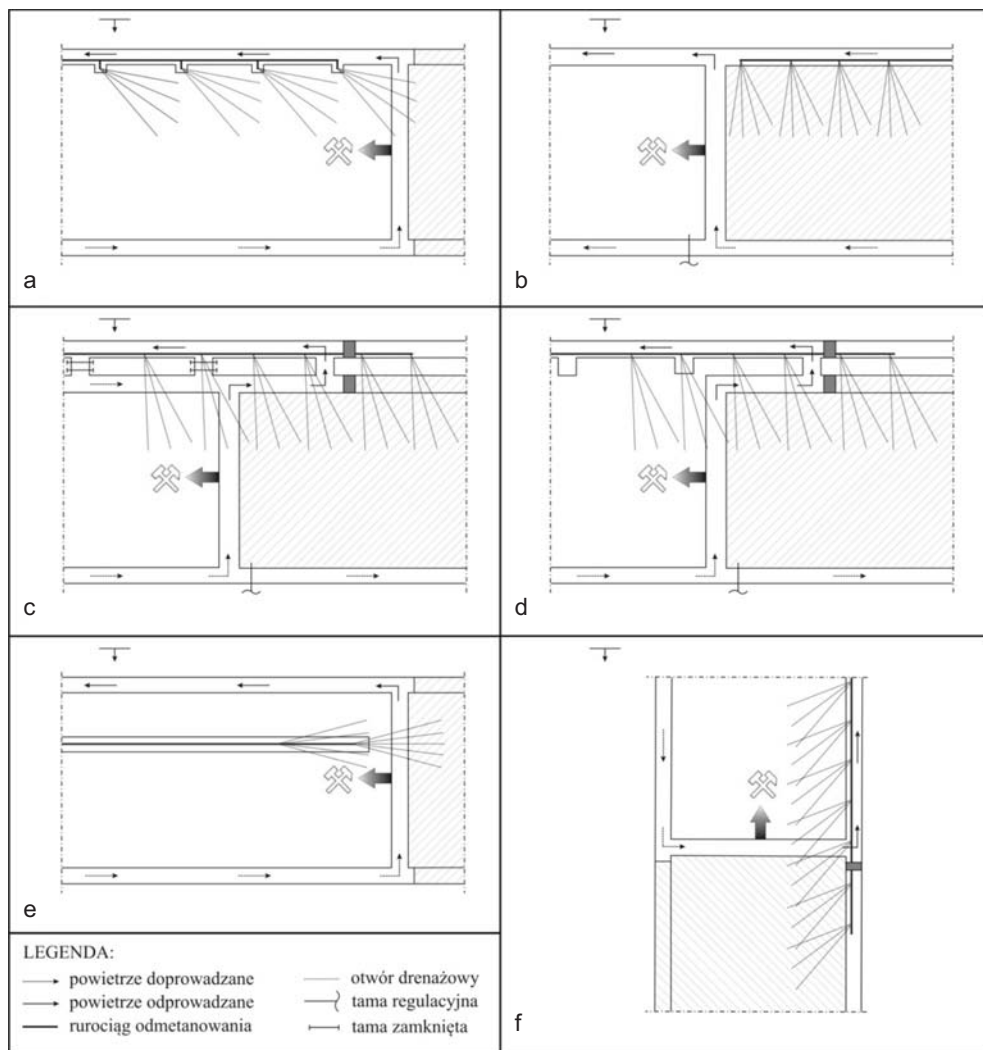 a
b
c
d
e
f
LEGENDA:
powietrze doprowadzane
powietrze odprowadzane
rurociąg odmetanowania
otwór drenażowy
tama regulacyjna
tama zamknięta